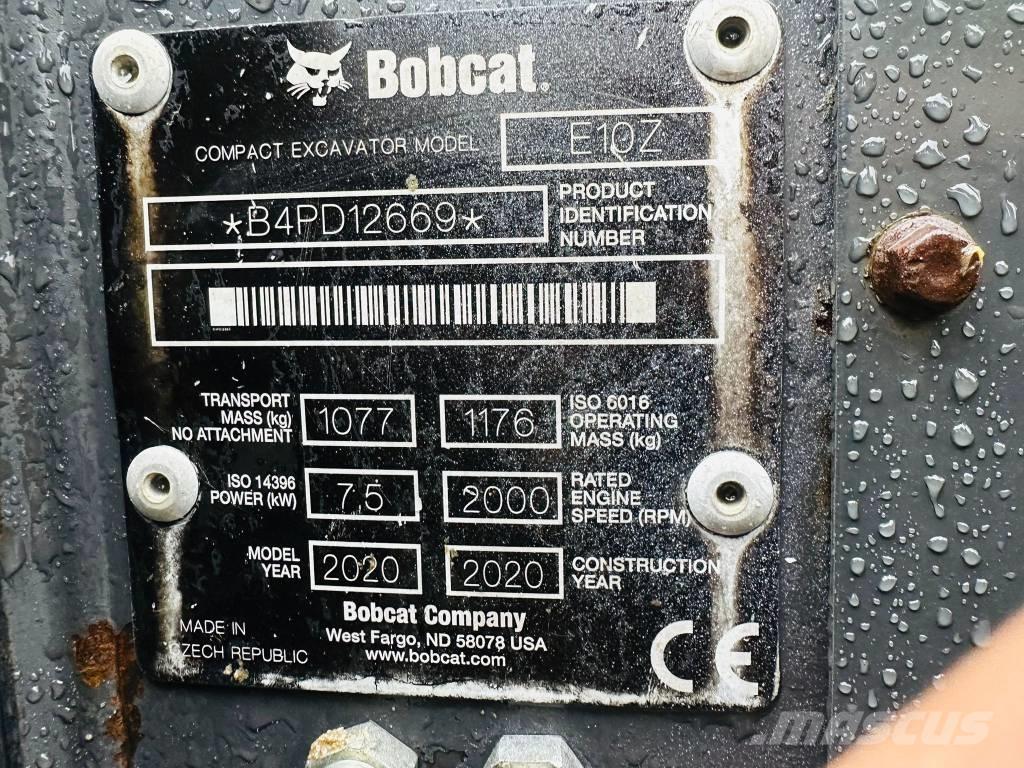 Bobcat.
COMPACT EXCAVATOR MODEL E10Z
*B4PD12669*
PRODUCT
IDENTIFICATION
NUMBER
TRANSPORT
MASS (kg)
NO ATTACHMENT
1077
1176
ISO 6016
OPERATING
MASS (kg)
ISO 14396
POWER (kW)
7.5
2000
RATED
ENGINE
SPEED (RPM)
MODEL
YEAR
2020
2020
CONSTRUCTION
YEAR
Bobcat Company
West Fargo, ND 58078 USA
www.bobcat.com
MADE IN
CZECH REPUBLIC
CE
mascus